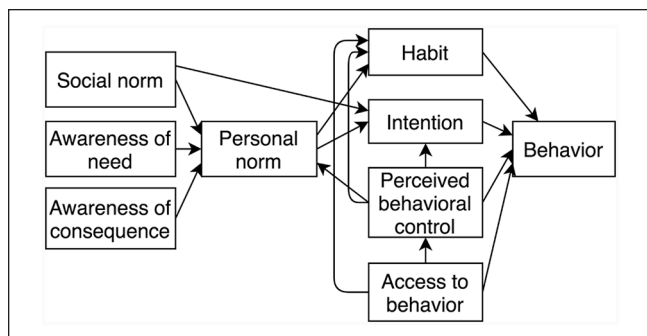 Social norm
Awareness of
need
Awareness of
consequence
Personal
norm
Habit
Intention
Perceived
behavioral
control
Access to
behavior
Behavior